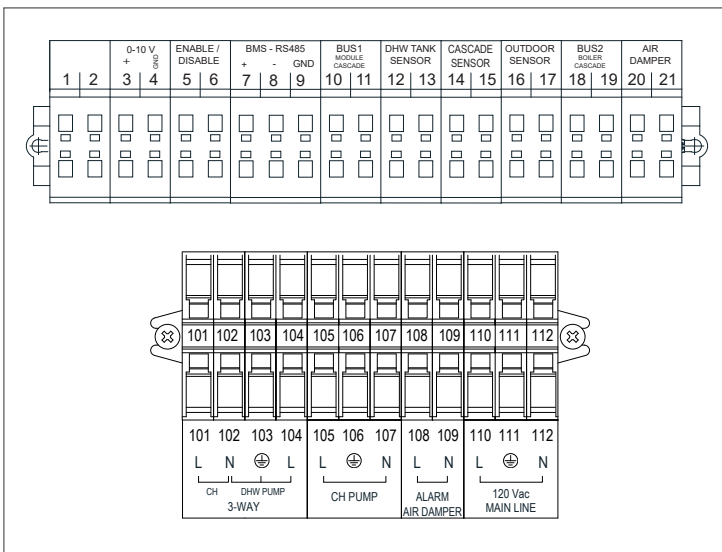 0-10 V
ENABLE /
DISABLE
BMS - RS485
BUS1
MODULE
CASCADE
DHW TANK
SENSOR
CASCADE
SENSOR
OUTDOOR
SENSOR
BUS2
BOILER
CASCADE
AIR
DAMPER
+ GND + - GND
1 2 3 4 5 6 7 8 9 10 11 12 13 14 15 16 17 18 19 20 21
101 102 103 104 105 106 107 108 109 110 111 112
101 102 103 104 105 106 107 108 109 110 111 112
L N L L N L N L N
CH DHW PUMP
3-WAY
CH PUMP
ALARM
AIR DAMPER
120 Vac
MAIN LINE